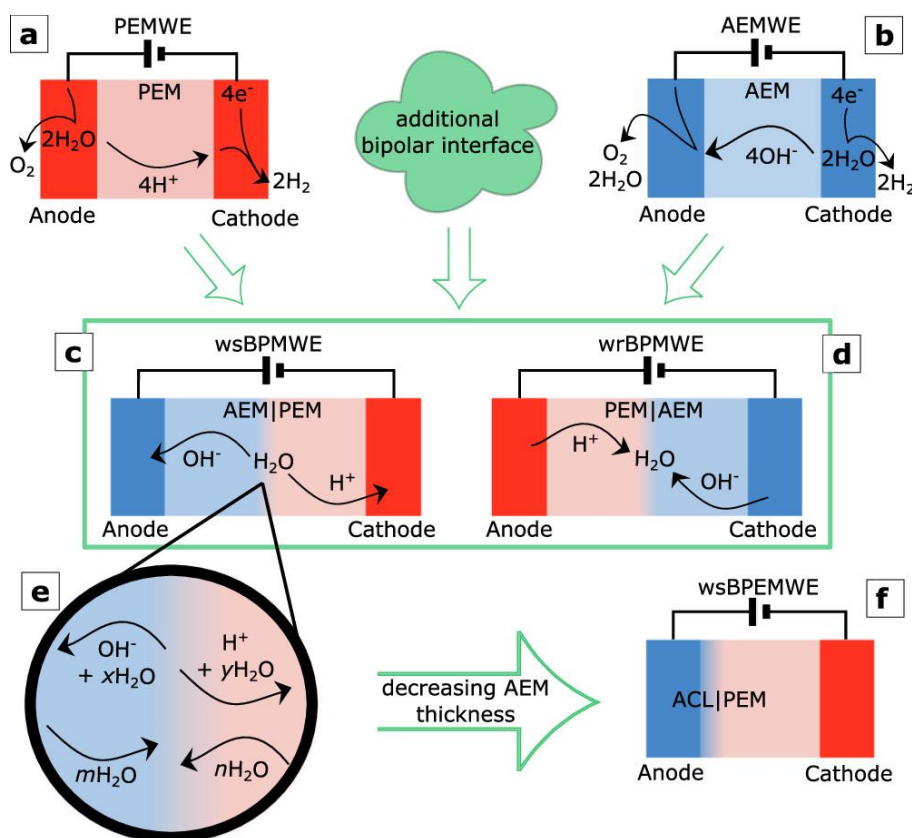 a
PEMWE
PEM
4e⁻
2H₂O
O₂
4H⁺
2H₂
Anode
Cathode
additional
bipolar interface
b
AEMWE
AEM
4e⁻
O₂
2H₂O
4OH⁻
2H₂O
2H₂
Anode
Cathode
c
wsBPMWE
AEM|PEM
OH⁻
H₂O
H⁺
Anode
Cathode
d
wrBPMWE
PEM|AEM
H⁺
H₂O
OH⁻
Anode
Cathode
e
OH⁻
+ xH₂O
H⁺
+ yH₂O
mH₂O
nH₂O
decreasing AEM
thickness
f
wsBPEMWE
ACL|PEM
Anode
Cathode